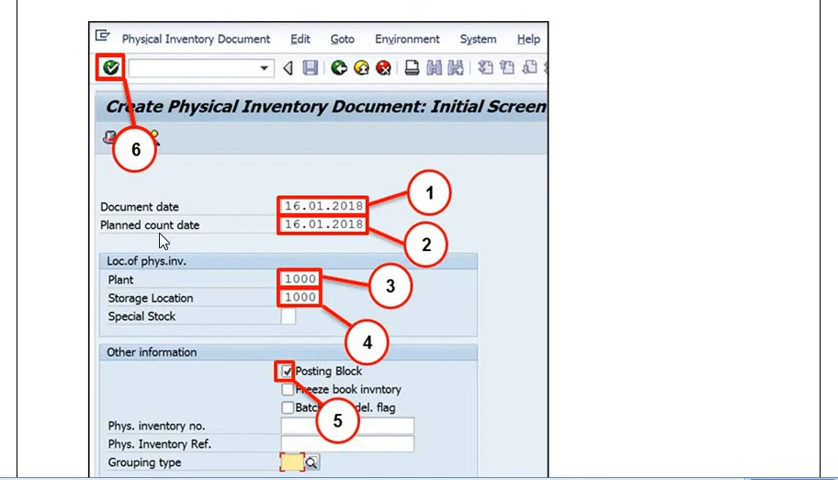 Physical Inventory Document Edit Goto Environment System Help
Create Physical Inventory Document: Initial Screen
6
Document date 16.01.2018 1
Planned count date 16.01.2018 2
Loc.of phys.inv.
Plant 1000 3
Storage Location 1000 4
Special Stock
Other information
Posting Block
Freeze book invntory
del. flag
5
Phys. inventory no.
Phys. Inventory Ref.
Grouping type